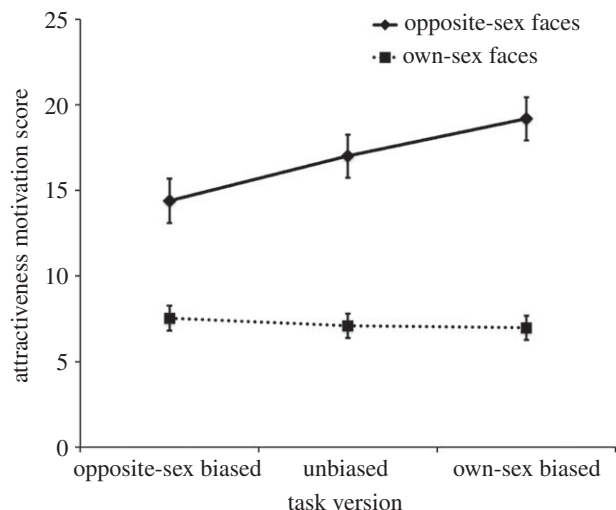 25
20
15
10
5
0
attractiveness motivation score
opposite-sex faces
own-sex faces
opposite-sex biased
unbiased
own-sex biased
task version